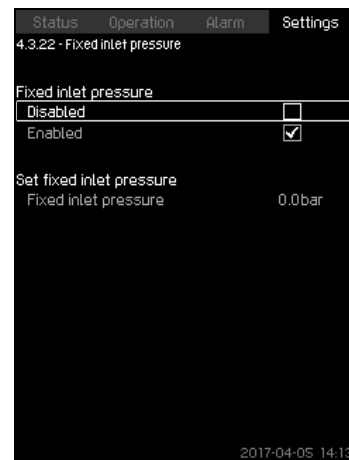 Status Operation Alarm Settings
4.3.22 - Fixed inlet pressure
Fixed inlet pressure
Disabled
Enabled
Set fixed inlet pressure
Fixed inlet pressure 0.0bar
2017-04-05 14:13